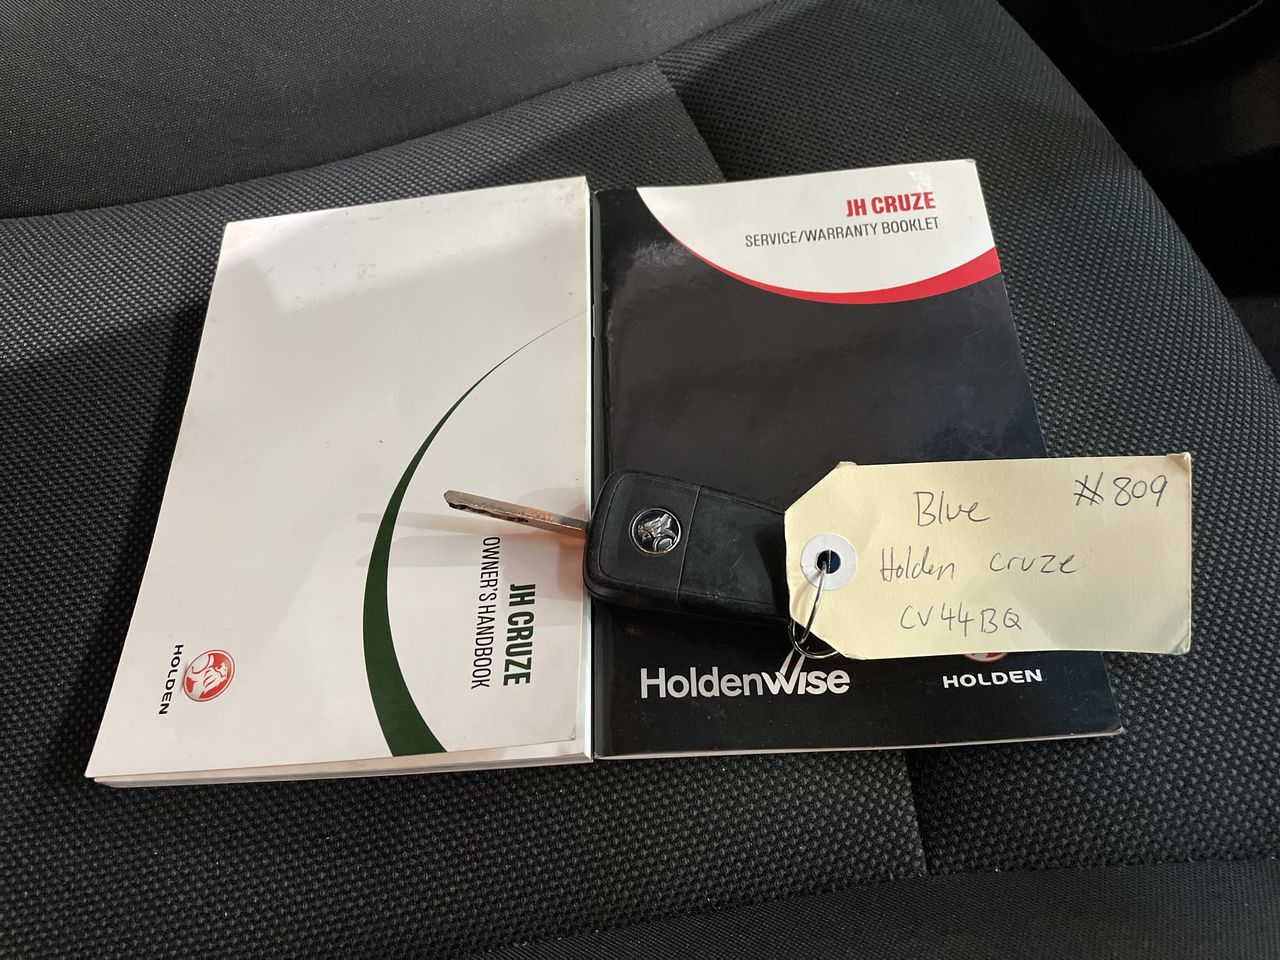 JH CRUZE
SERVICE/WARRANTY BOOKLET
Blue #809
Holden cruze
CV44BQ
Holdenwise
HOLDEN
JH CRUZE
OWNER'S HANDBOOK
HOLDEN